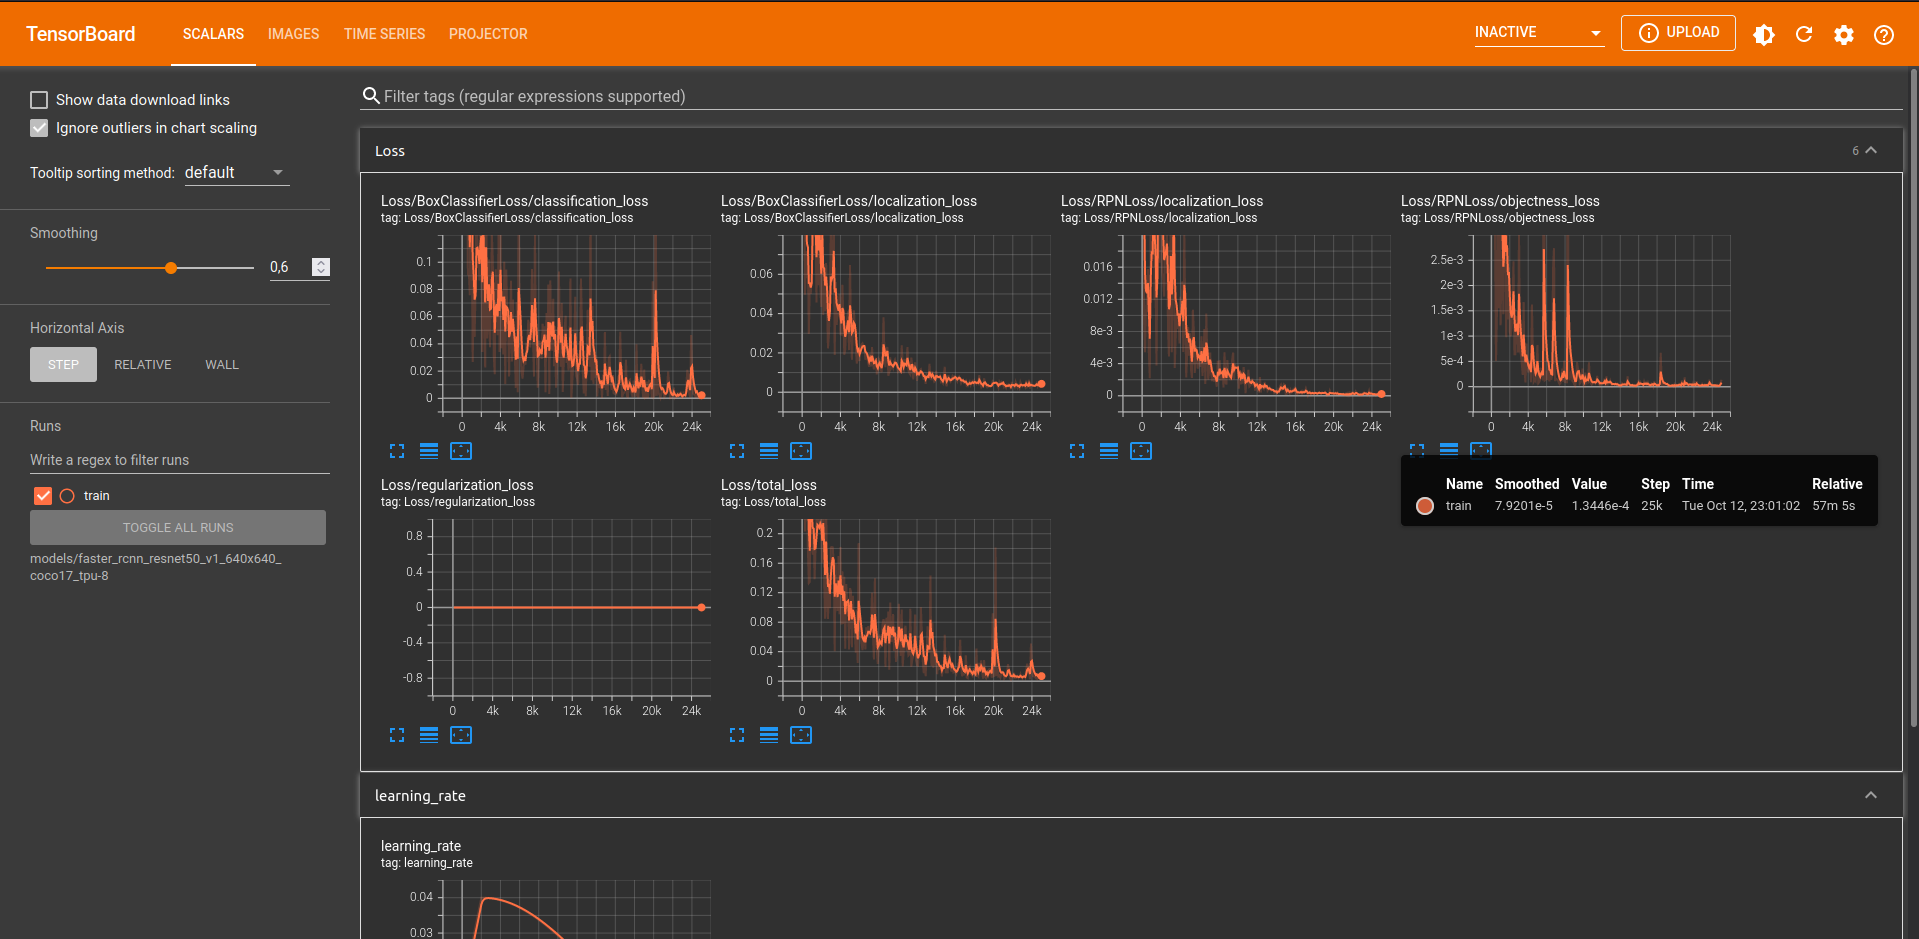 TensorBoard
SCALARS IMAGES TIME SERIES PROJECTOR
INACTIVE
UPLOAD
Show data download links
Ignore outliers in chart scaling
Tooltip sorting method: default
Smoothing
0,6
Horizontal Axis
STEP RELATIVE WALL
Runs
Write a regex to filter runs
train
TOGGLE ALL RUNS
models/faster_rcnn_resnet50_v1_640x640_
coco17_tpu-8
Filter tags (regular expressions supported)
Loss
6
Loss/BoxClassifierLoss/classification_loss
tag: Loss/BoxClassifierLoss/classification_loss
0.1
0.08
0.06
0.04
0.02
0
0 4k 8k 12k 16k 20k 24k
Loss/BoxClassifierLoss/localization_loss
tag: Loss/BoxClassifierLoss/localization_loss
0.06
0.04
0.02
0
0 4k 8k 12k 16k 20k 24k
Loss/RPNLoss/localization_loss
tag: Loss/RPNLoss/localization_loss
0.016
0.012
8e-3
4e-3
0
0 4k 8k 12k 16k 20k 24k
Loss/RPNLoss/objectness_loss
tag: Loss/RPNLoss/objectness_loss
2.5e-3
2e-3
1.5e-3
1e-3
5e-4
0
0 4k 8k 12k 16k 20k 24k
Name Smoothed Value Step Time Relative
train 7.9201e-5 1.3446e-4 25k Tue Oct 12, 23:01:02 57m 5s
Loss/regularization_loss
tag: Loss/regularization_loss
0.8
0.4
0
-0.4
-0.8
0 4k 8k 12k 16k 20k 24k
Loss/total_loss
tag: Loss/total_loss
0.2
0.16
0.12
0.08
0.04
0
0 4k 8k 12k 16k 20k 24k
learning_rate
learning_rate
tag: learning_rate
0.04
0.03